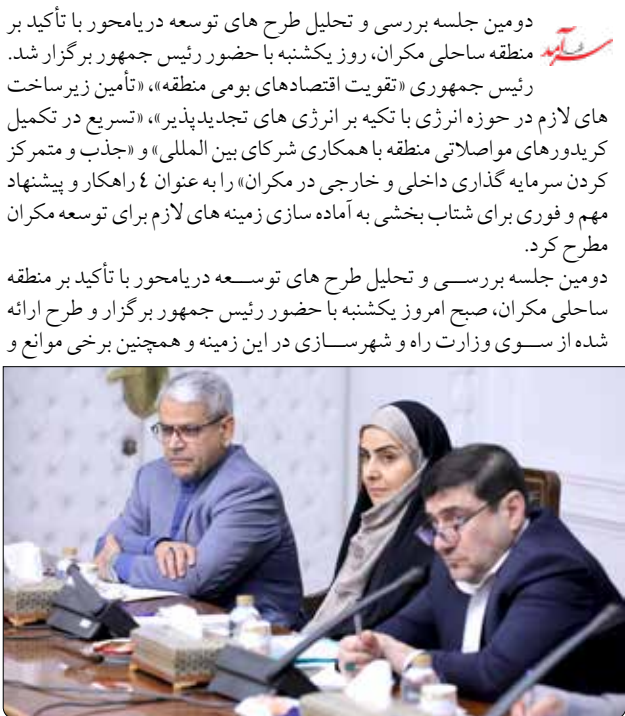 سرآمد
دومین جلسه بررسی و تحلیل طرح های توسعه دریامحور با تأکید بر
منطقه ساحلی مکران، روز یکشنبه با حضور رئیس جمهور برگزار شد.
رئیس جمهوری «تقویت اقتصادهای بومی منطقه»، «تأمین زیرساخت
های لازم در حوزه انرژی با تکیه بر انرژی های تجدیدپذیر»، «تسریع در تکمیل
کریدورهای مواصلاتی منطقه با همکاری شرکای بین المللی» و «جذب و متمرکز
کردن سرمایه گذاری داخلی و خارجی در مکران» را به عنوان ٤ راهکار و پیشنهاد
مهم و فوری برای شتاب بخشی به آماده سازی زمینه های لازم برای توسعه مکران
مطرح کرد.
دومین جلسه بررســـی و تحلیل طرح های توســـعه دریامحور با تأکید بر منطقه
ساحلی مکران، صبح امروز یکشنبه با حضور رئیس جمهور برگزار و طرح ارائه
شده از ســـوی وزارت راه و شهرســـازی در این زمینه و همچنین برخی موانع و